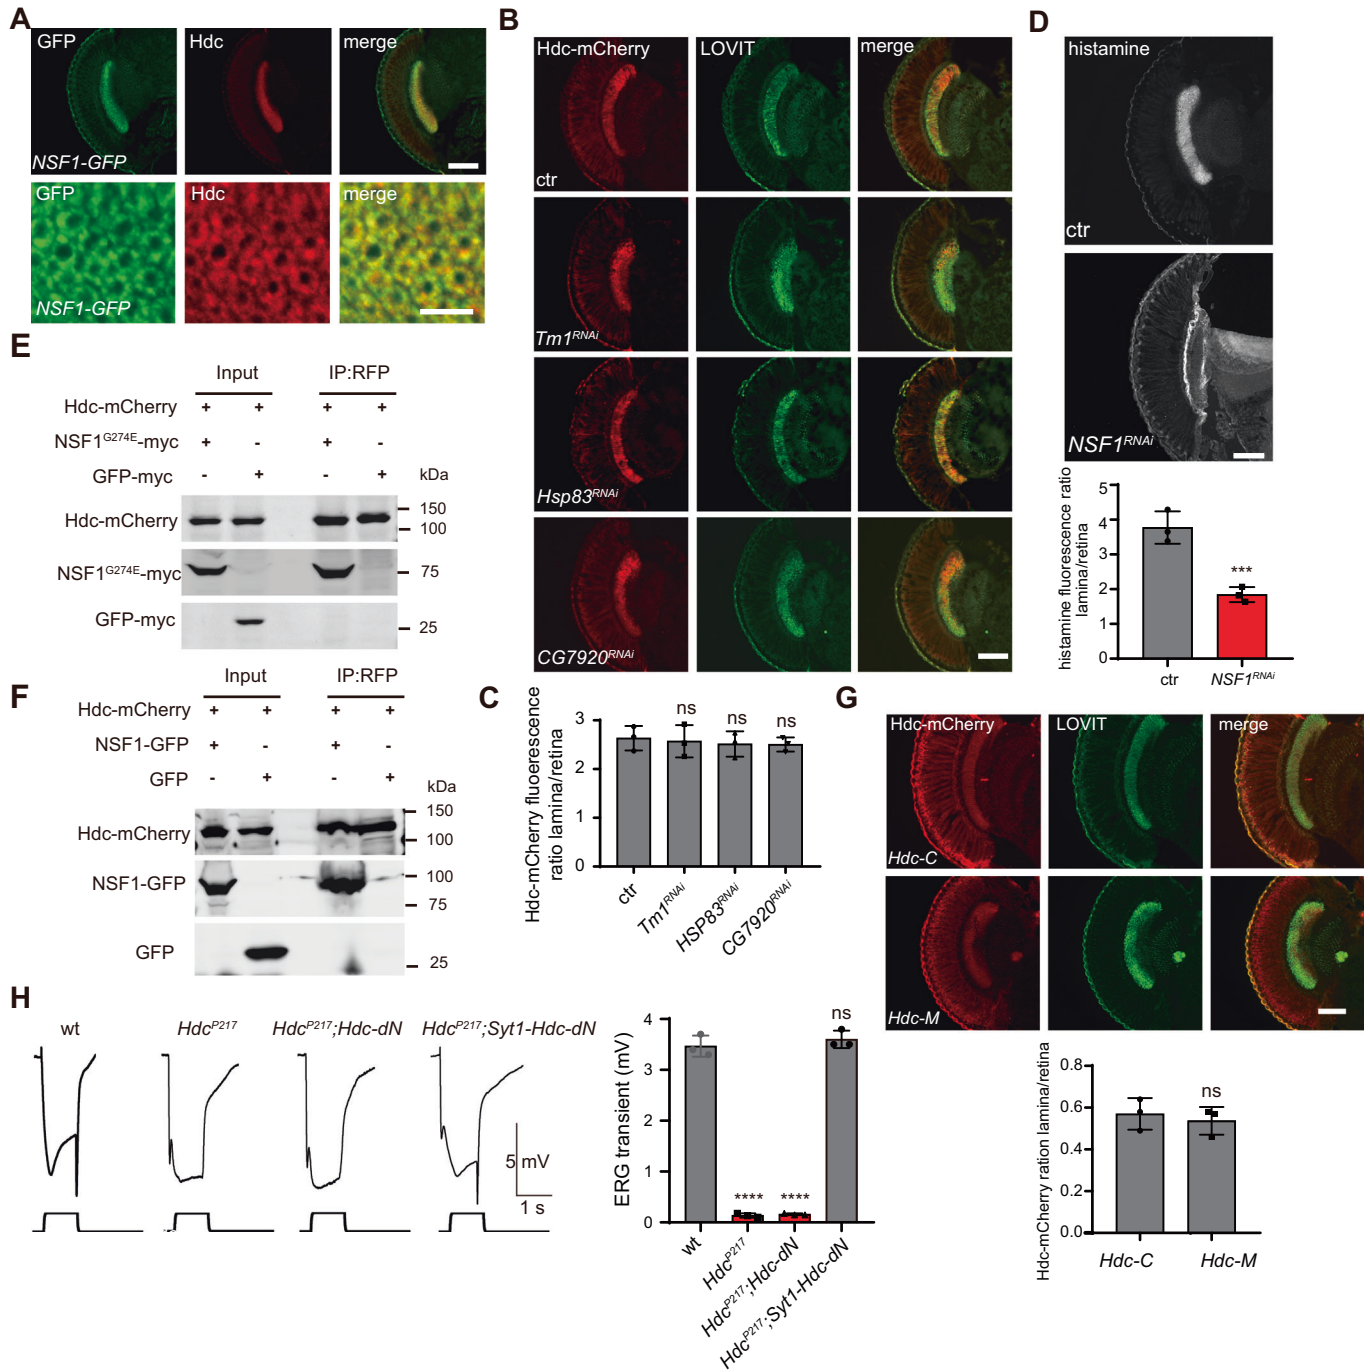 A
GFP
Hdc
merge
NSF1-GFP
GFP
Hdc
merge
NSF1-GFP
B
Hdc-mCherry
LOVIT
merge
ctr
Tm1RNAi
Hsp83RNAi
CG7920RNAi
C
Hdc-mCherry fluoerescence
ratio lamina/retina
3
2
1
0
ns
ns
ns
ctr
Tm1RNAi
HSP83RNAi
CG7920RNAi
D
histamine
ctr
NSF1RNAi
histamine fluorescence ratio
lamina/retina
5
4
3
2
1
0
***
ctr
NSF1RNAi
E
Input
IP:RFP
Hdc-mCherry
+
+
+
+
NSF1G274E-myc
+
-
+
-
GFP-myc
-
+
-
+
kDa
Hdc-mCherry
150
100
NSF1G274E-myc
75
GFP-myc
25
F
Input
IP:RFP
Hdc-mCherry
+
+
+
+
NSF1-GFP
+
-
+
-
GFP
-
+
-
+
kDa
Hdc-mCherry
150
100
NSF1-GFP
100
75
GFP
25
G
Hdc-mCherry
LOVIT
merge
Hdc-C
Hdc-M
Hdc-mCherry ration lamina/retina
0.8
0.6
0.4
0.2
0.0
ns
Hdc-C
Hdc-M
H
wt
HdcP217
HdcP217;Hdc-dN
HdcP217;Syt1-Hdc-dN
5 mV
1 s
ERG transient (mV)
4
3
2
1
0
****
****
ns
wt
HdcP217
HdcP217;Hdc-dN
HdcP217;Syt1-Hdc-dN